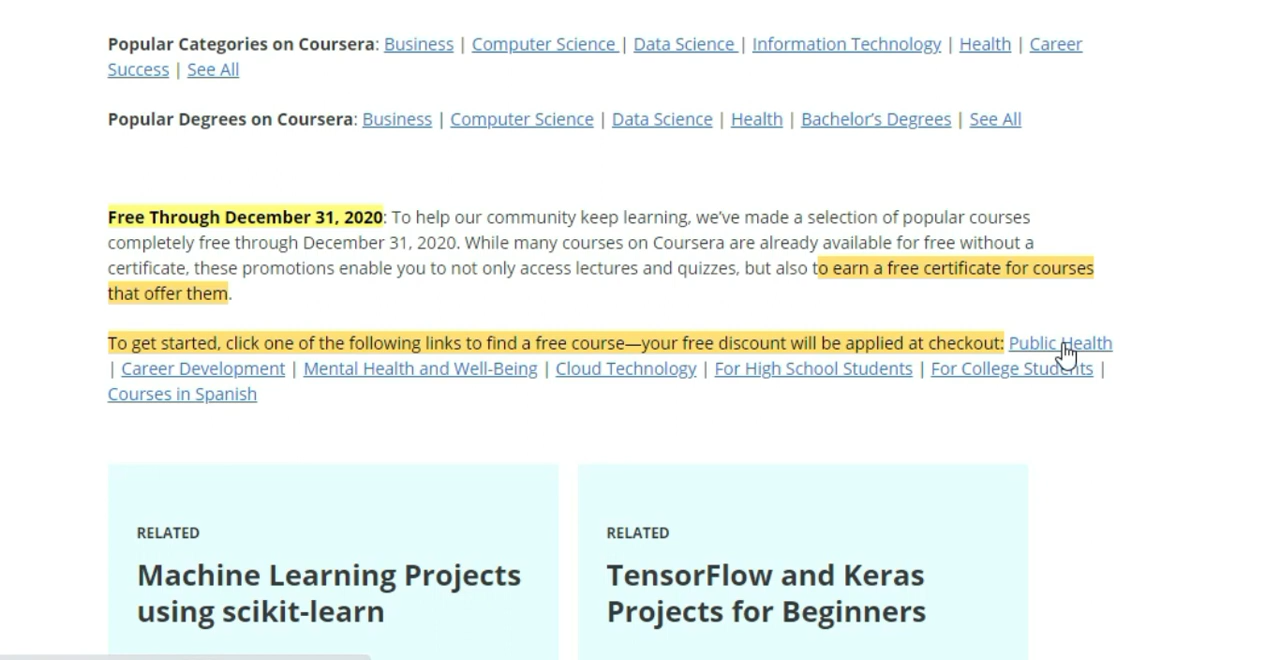 Popular Categories on Coursera: Business | Computer Science | Data Science | Information Technology | Health | Career
Success | See All
Popular Degrees on Coursera: Business | Computer Science | Data Science | Health | Bachelor's Degrees | See All
Free Through December 31, 2020: To help our community keep learning, we've made a selection of popular courses
completely free through December 31, 2020. While many courses on Coursera are already available for free without a
certificate, these promotions enable you to not only access lectures and quizzes, but also to earn a free certificate for courses
that offer them.
To get started, click one of the following links to find a free course—your free discount will be applied at checkout: Public Health
| Career Development | Mental Health and Well-Being | Cloud Technology | For High School Students | For College Students |
Courses in Spanish
RELATED
Machine Learning Projects
using scikit-learn
RELATED
TensorFlow and Keras
Projects for Beginners